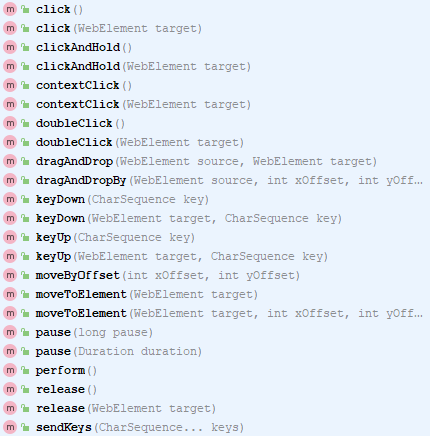 m click()
m click(WebElement target)
m clickAndHold()
m clickAndHold(WebElement target)
m contextClick()
m contextClick(WebElement target)
m doubleClick()
m doubleClick(WebElement target)
m dragAndDrop(WebElement source, WebElement target)
m dragAndDropBy(WebElement source, int xOffset, int yOff…
m keyDown(CharSequence key)
m keyDown(WebElement target, CharSequence key)
m keyUp(CharSequence key)
m keyUp(WebElement target, CharSequence key)
m moveByOffset(int xOffset, int yOffset)
m moveToElement(WebElement target)
m moveToElement(WebElement target, int xOffset, int yOff…
m pause(long pause)
m pause(Duration duration)
m perform()
m release()
m release(WebElement target)
m sendKeys(CharSequence... keys)